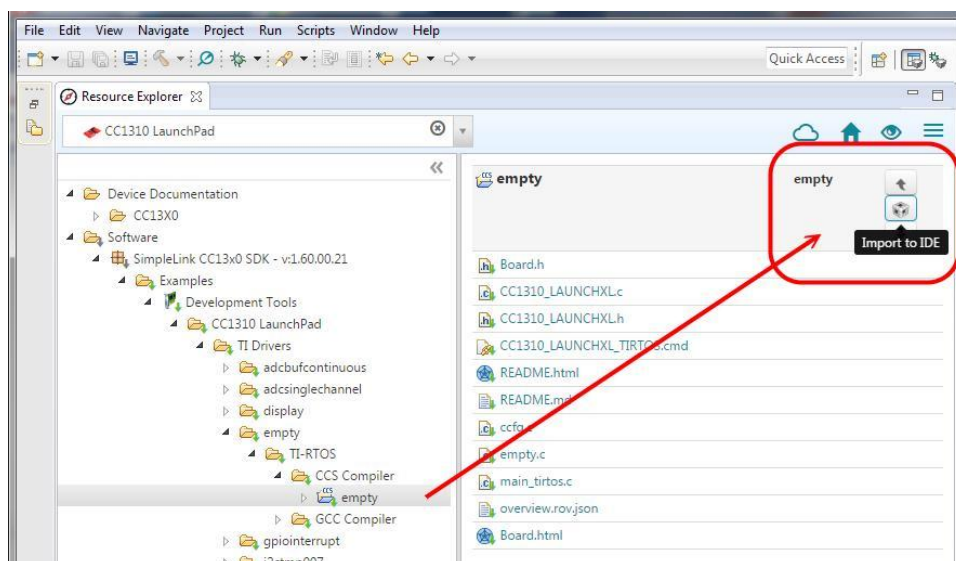 File Edit View Navigate Project Run Scripts Window Help
Quick Access
Resource Explorer
CC1310 LaunchPad
Device Documentation
CC13X0
Software
SimpleLink CC13x0 SDK - v:1.60.00.21
Examples
Development Tools
CC1310 LaunchPad
TI Drivers
adcbufcontinuous
adcsinglechannel
display
empty
TI-RTOS
CCS Compiler
empty
GCC Compiler
gpiointerrupt
empty
empty
Import to IDE
Board.h
CC1310_LAUNCHXL.c
CC1310_LAUNCHXL.h
CC1310_LAUNCHXL_TIRTOS.cmd
README.html
README.md
ccfg.c
empty.c
main_tirtos.c
overview.rov.json
Board.html